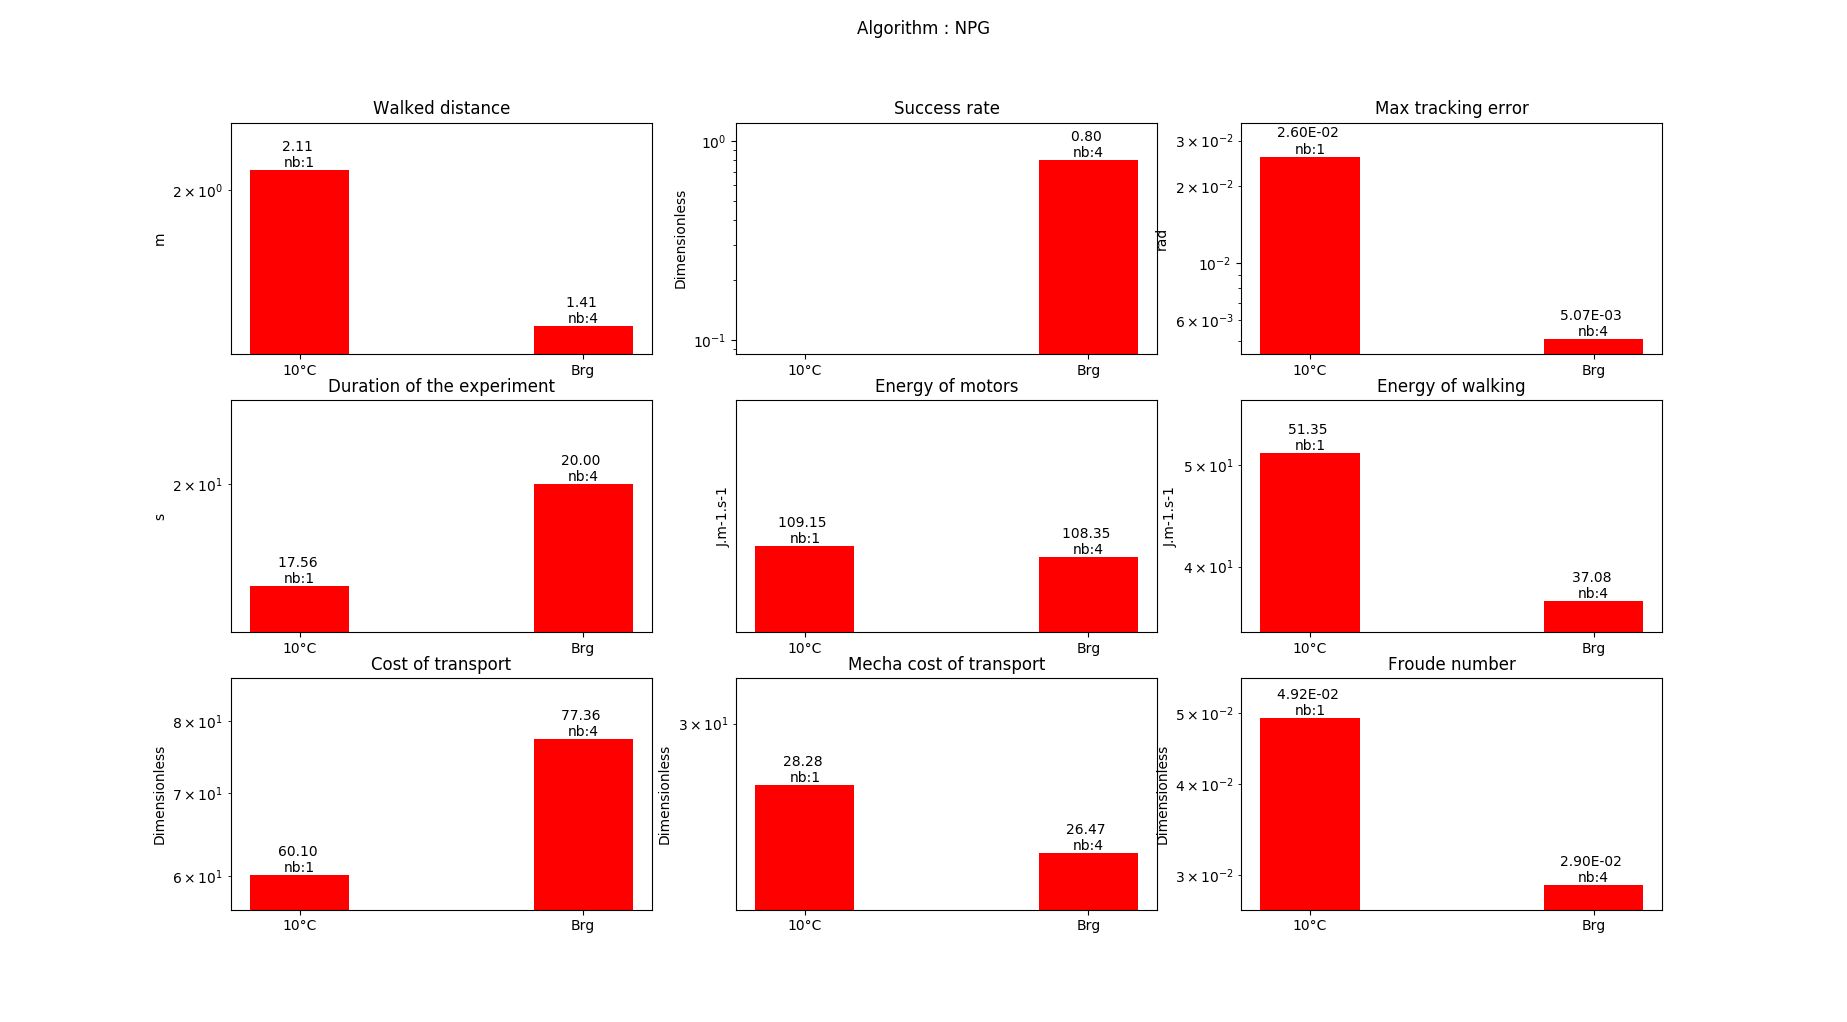 Algorithm : NPG
Walked distance
m
2 × 10⁰
2.11
nb:1
1.41
nb:4
10°C
Brg
Success rate
Dimensionless
10⁰
10⁻¹
0.80
nb:4
10°C
Brg
Max tracking error
rad
3 × 10⁻²
2 × 10⁻²
10⁻²
6 × 10⁻³
2.60E-02
nb:1
5.07E-03
nb:4
10°C
Brg
Duration of the experiment
s
2 × 10¹
17.56
nb:1
20.00
nb:4
10°C
Brg
Energy of motors
J.m-1.s-1
109.15
nb:1
108.35
nb:4
10°C
Brg
Energy of walking
J.m-1.s-1
5 × 10¹
4 × 10¹
51.35
nb:1
37.08
nb:4
10°C
Brg
Cost of transport
Dimensionless
8 × 10¹
7 × 10¹
6 × 10¹
60.10
nb:1
77.36
nb:4
10°C
Brg
Mecha cost of transport
Dimensionless
3 × 10¹
28.28
nb:1
26.47
nb:4
10°C
Brg
Froude number
Dimensionless
5 × 10⁻²
4 × 10⁻²
3 × 10⁻²
4.92E-02
nb:1
2.90E-02
nb:4
10°C
Brg